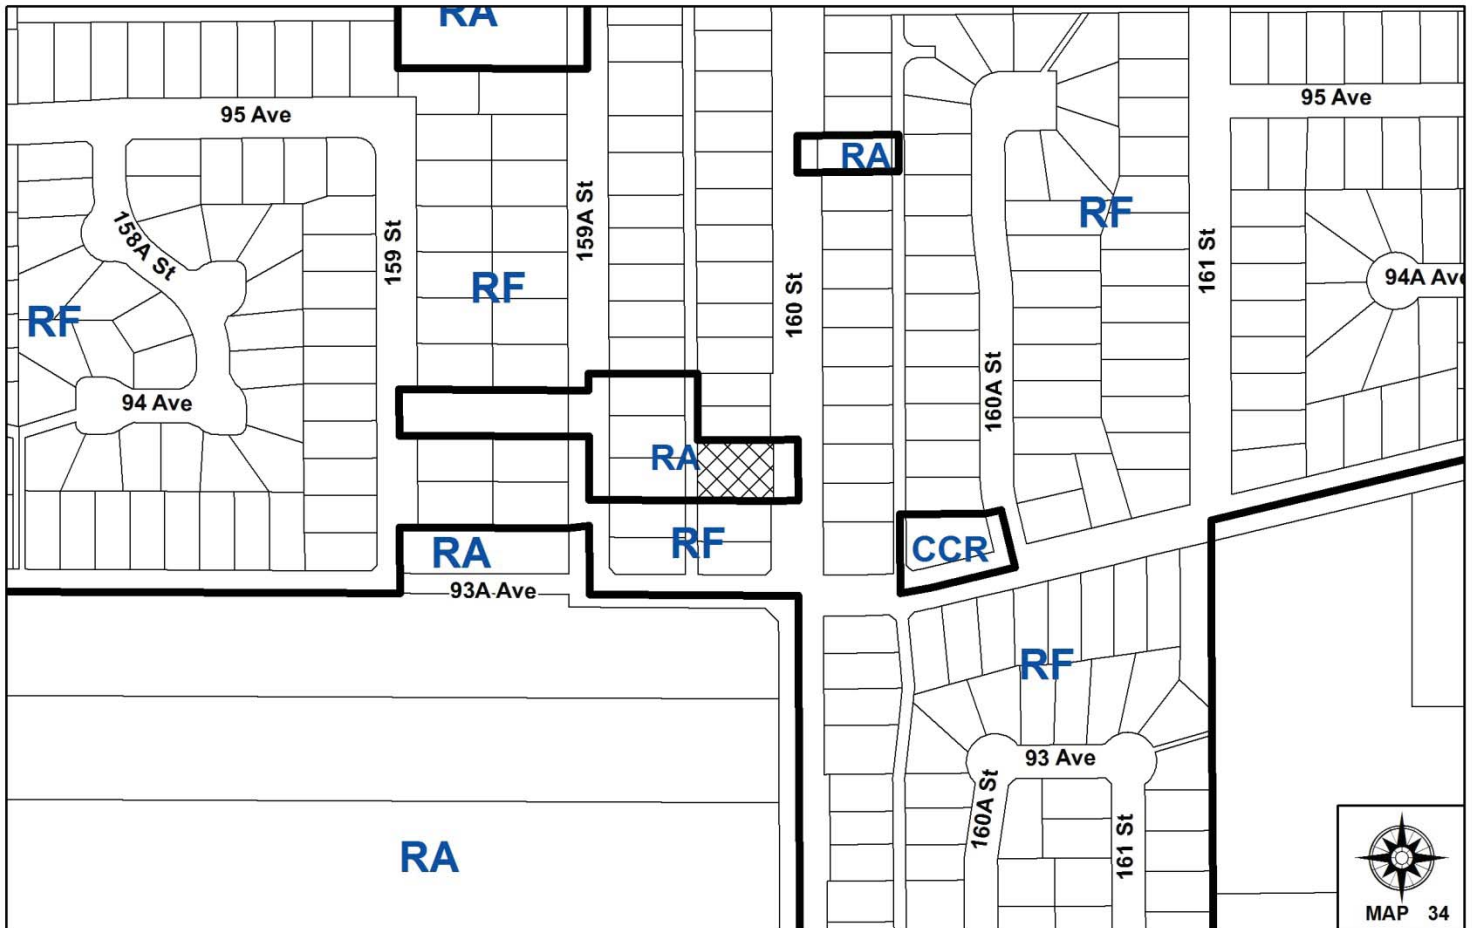 RA
95 Ave
95 Ave
RA
RF
158A St
159 St
159A St
161 St
94A Ave
RF
160 St
RF
94 Ave
160A St
RA
RF
RA
CCR
93A Ave
RF
93 Ave
160A St
161 St
RA
MAP 34